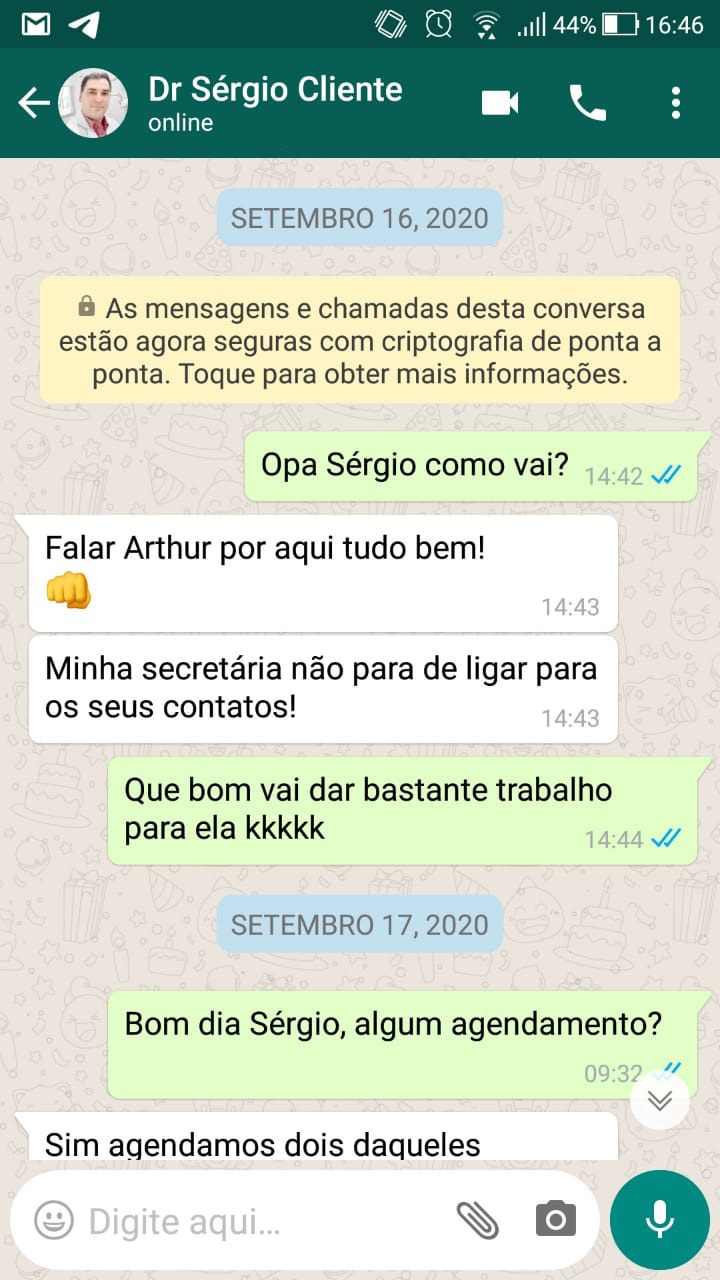 44% 16:46
Dr Sérgio Cliente
online
SETEMBRO 16, 2020
As mensagens e chamadas desta conversa
estão agora seguras com criptografia de ponta a
ponta. Toque para obter mais informações.
Opa Sérgio como vai? 14:42
Falar Arthur por aqui tudo bem!
14:43
Minha secretária não para de ligar para
os seus contatos! 14:43
Que bom vai dar bastante trabalho
para ela kkkkk 14:44
SETEMBRO 17, 2020
Bom dia Sérgio, algum agendamento?
09:32
Sim agendamos dois daqueles
Digite aqui...